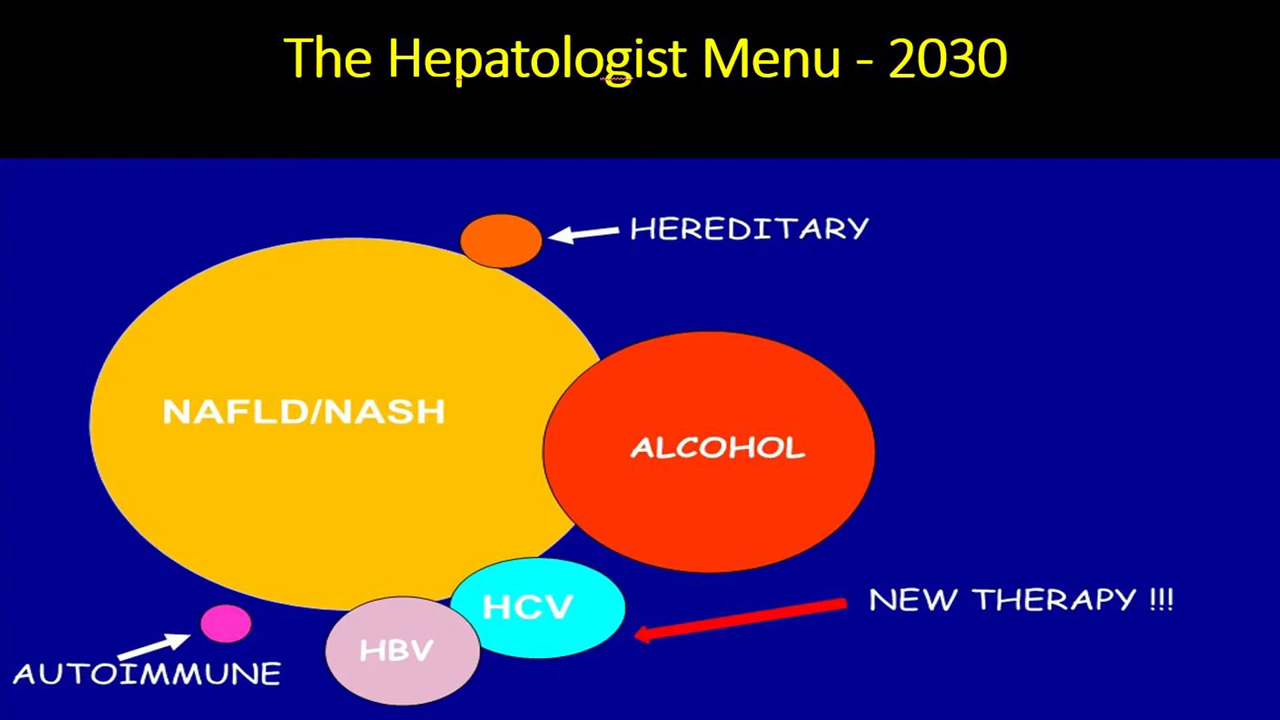 The Hepatologist Menu - 2030
HEREDITARY
NAFLD/NASH
ALCOHOL
HCV
NEW THERAPY !!!
HBV
AUTOIMMUNE